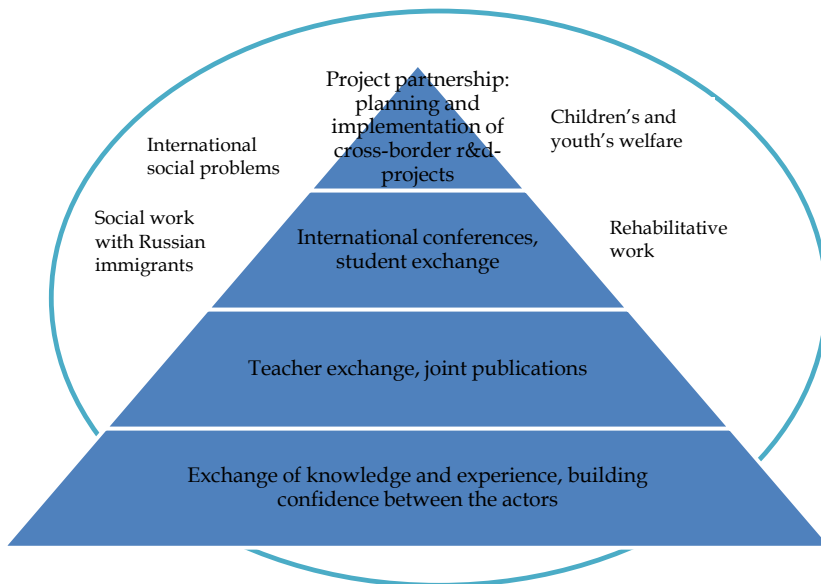 Project partnership:
planning and
implementation of
cross-border r&d-
projects
International
social problems
Children's and
youth's welfare
Social work
with Russian
immigrants
Rehabilitative
work
International conferences,
student exchange
Teacher exchange, joint publications
Exchange of knowledge and experience, building
confidence between the actors